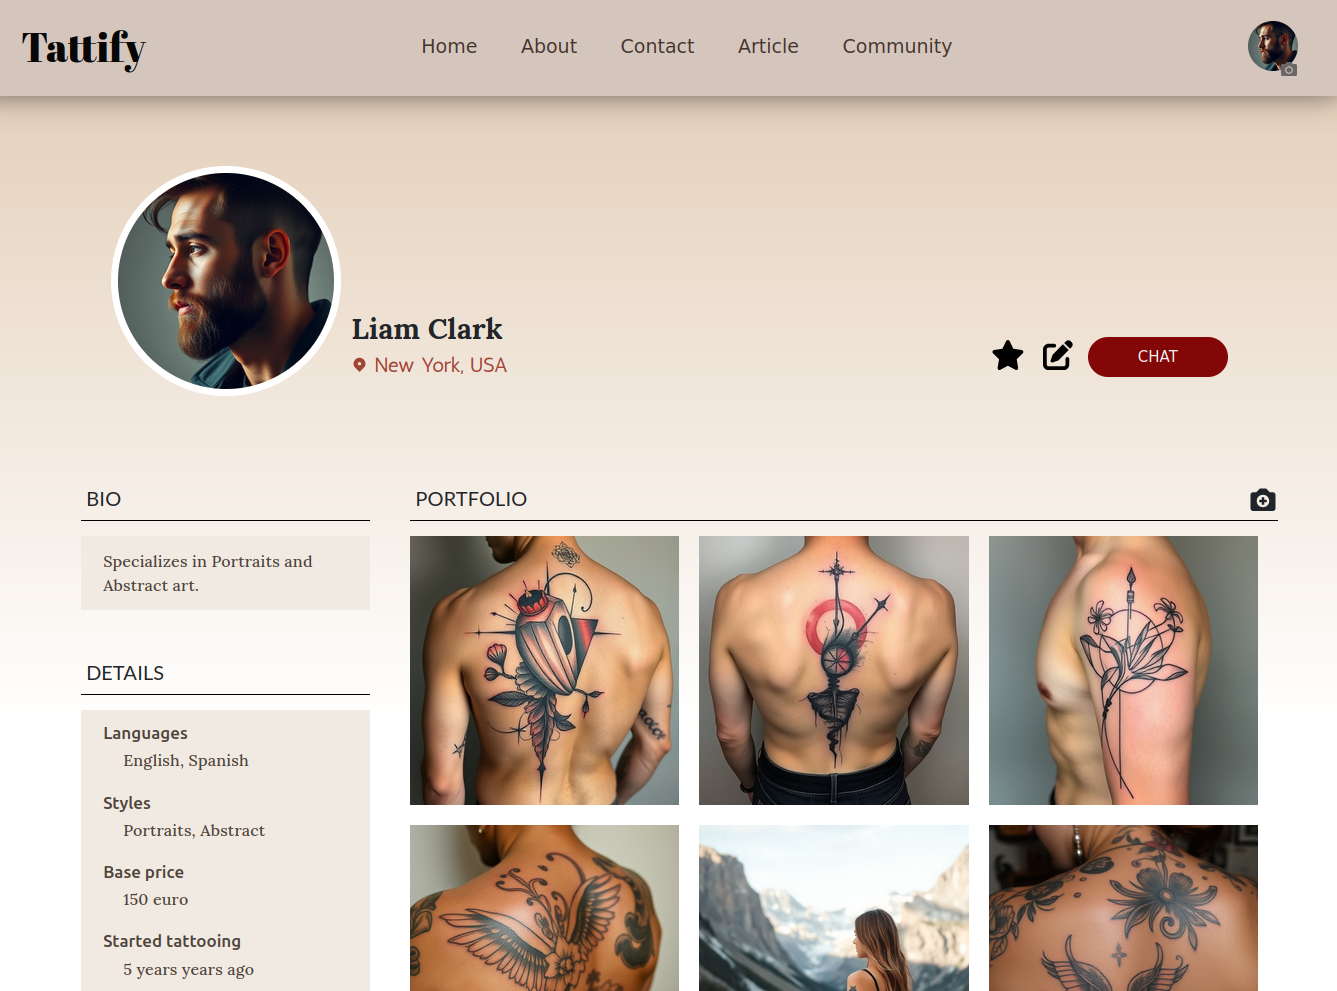 Tattify
Home About Contact Article Community
Liam Clark
New York, USA
CHAT
BIO
Specializes in Portraits and
Abstract art.
DETAILS
Languages
English, Spanish
Styles
Portraits, Abstract
Base price
150 euro
Started tattooing
5 years years ago
PORTFOLIO